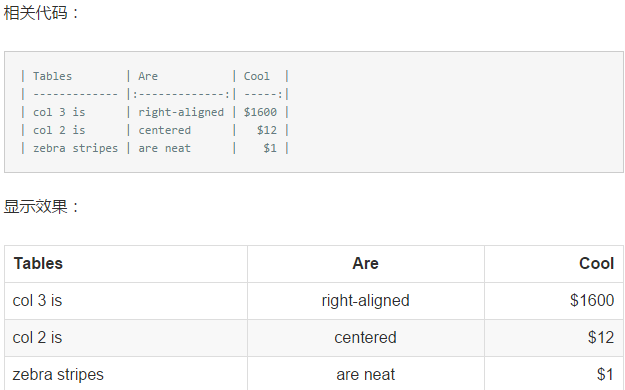 相关代码：
| Tables        | Are           | Cool  |
| ------------- |:-------------:| -----:|
| col 3 is      | right-aligned | $1600 |
| col 2 is      | centered      |   $12 |
| zebra stripes | are neat      |    $1 |
显示效果：
Tables Are Cool
col 3 is right-aligned $1600
col 2 is centered $12
zebra stripes are neat $1